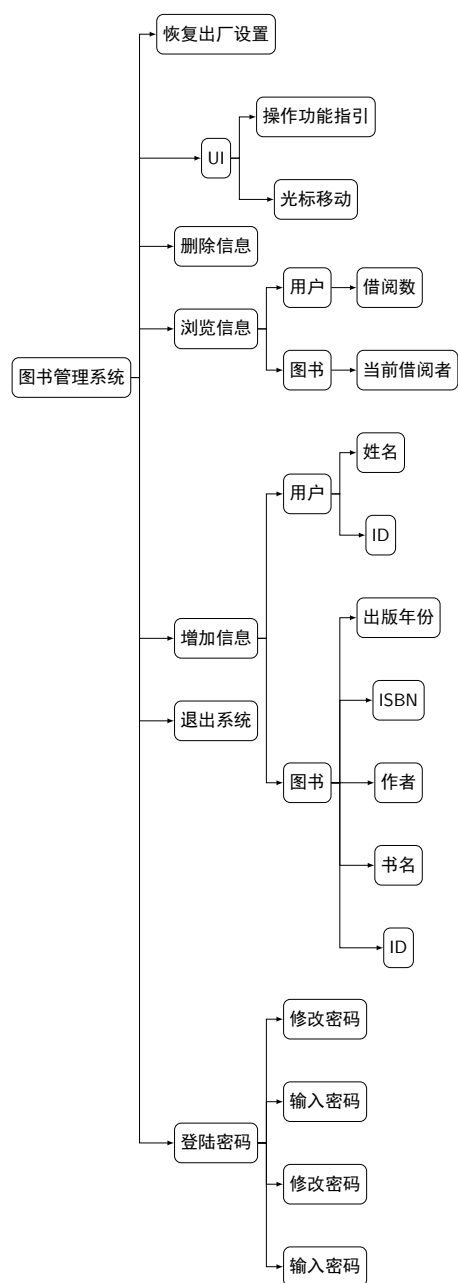 恢复出厂设置
操作功能指引
UI
光标移动
删除信息
用户
借阅数
浏览信息
图书管理系统
图书
当前借阅者
姓名
用户
ID
出版年份
增加信息
ISBN
退出系统
图书
作者
书名
ID
修改密码
输入密码
登陆密码
修改密码
输入密码